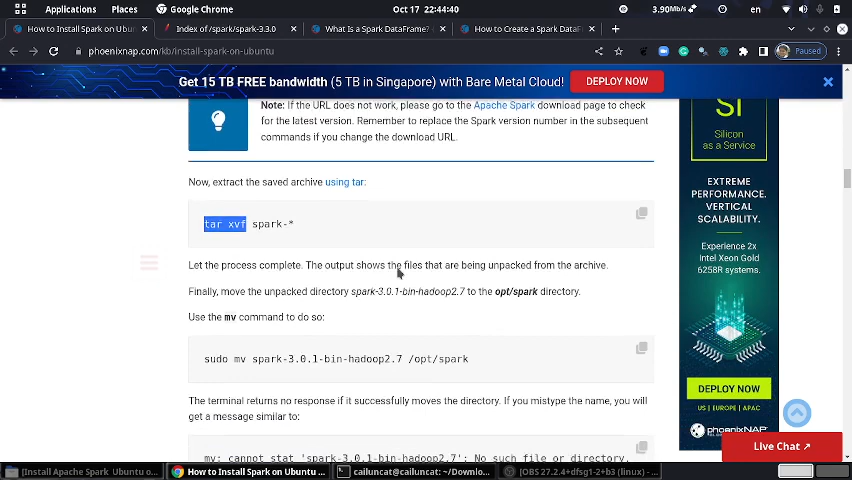 Applications
Places
Google Chrome
Oct 17 14:44:40
3.90MB/s
en
How to Install Spark on Ubuntu
Index of /spark/spark-3.3.0
What Is a Spark DataFrame?
How to Create a Spark DataF
phoenixnap.com/kb/install-spark-on-ubuntu
Paused
Get 15 TB FREE bandwidth (5 TB in Singapore) with Bare Metal Cloud!
DEPLOY NOW
Note: If the URL does not work, please go to the Apache Spark download page to check
for the latest version. Remember to replace the Spark version number in the subsequent
commands if you change the download URL.
Now, extract the saved archive using tar:
tar xvf spark-*
Let the process complete. The output shows the files that are being unpacked from the archive.
Finally, move the unpacked directory spark-3.0.1-bin-hadoop2.7 to the opt/spark directory.
Use the mv command to do so:
sudo mv spark-3.0.1-bin-hadoop2.7 /opt/spark
The terminal returns no response if it successfully moves the directory. If you mistype the name, you will
get a message similar to:
mv: cannot stat 'spark-3.0.1-bin-hadoop2.7': No such file or directory.
Silicon
as a Service
EXTREME
PERFORMANCE.
VERTICAL
SCALABILITY.
Experience 2x
Intel Xeon Gold
6258R systems.
DEPLOY NOW
US | EUROPE | APAC
phoenixNAP
Live Chat ↗
[Install Apache Spark Ubuntu o...
How to Install Spark on Ubuntu ...
cailuncat@cailuncat: ~/Downlo...
[OBS 27.2.4+dfsg1-2+b3 (linux) -...